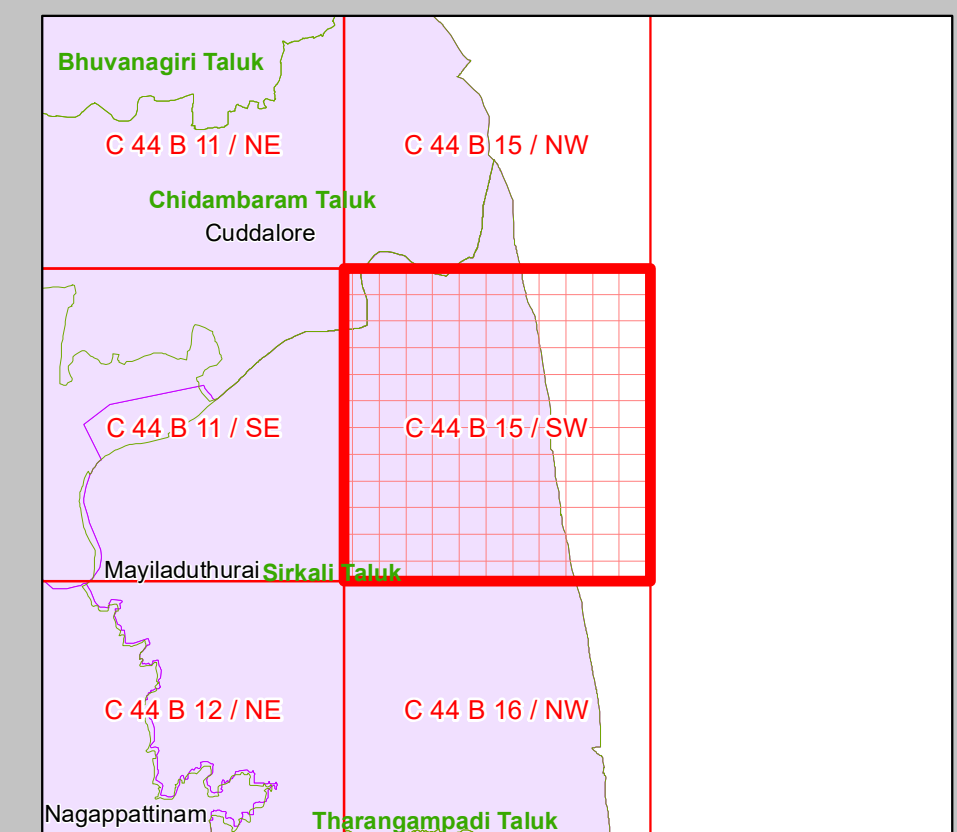 Bhuvanagiri Taluk
C 44 B 11 / NE
C 44 B 15 / NW
Chidambaram Taluk
Cuddalore
C 44 B 11 / SE
C 44 B 15 / SW
Mayiladuthurai
Sirkali Taluk
C 44 B 12 / NE
C 44 B 16 / NW
Nagappattinam
Tharangampadi Taluk